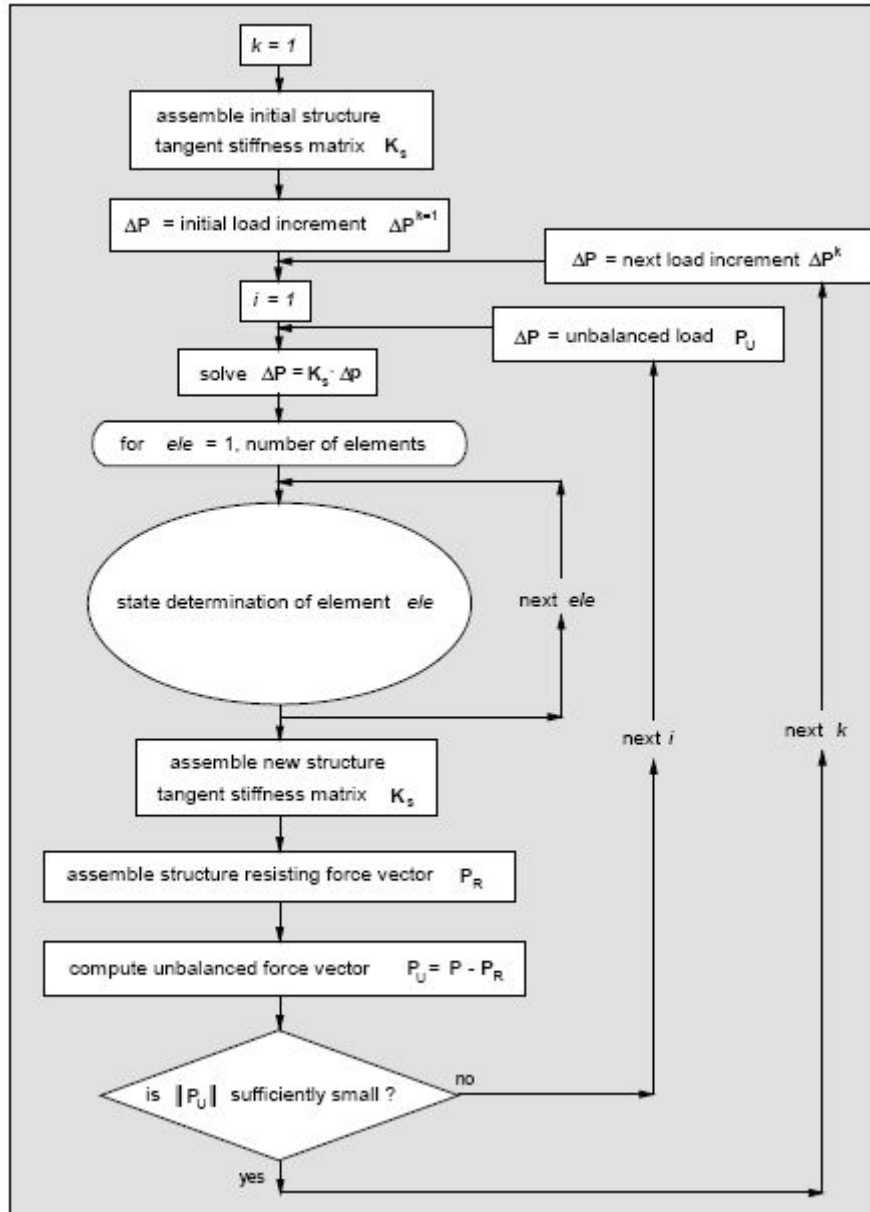 k = 1
assemble initial structure
tangent stiffness matrix K_s
ΔP = initial load increment ΔP^{k=1}
ΔP = next load increment ΔP^k
i = 1
ΔP = unbalanced load P_U
solve ΔP = K_s · Δp
for ele = 1, number of elements
state determination of element ele
next ele
next i
next k
assemble new structure
tangent stiffness matrix K_s
assemble structure resisting force vector P_R
compute unbalanced force vector P_U = P - P_R
is ‖P_U‖ sufficiently small ?
no
yes